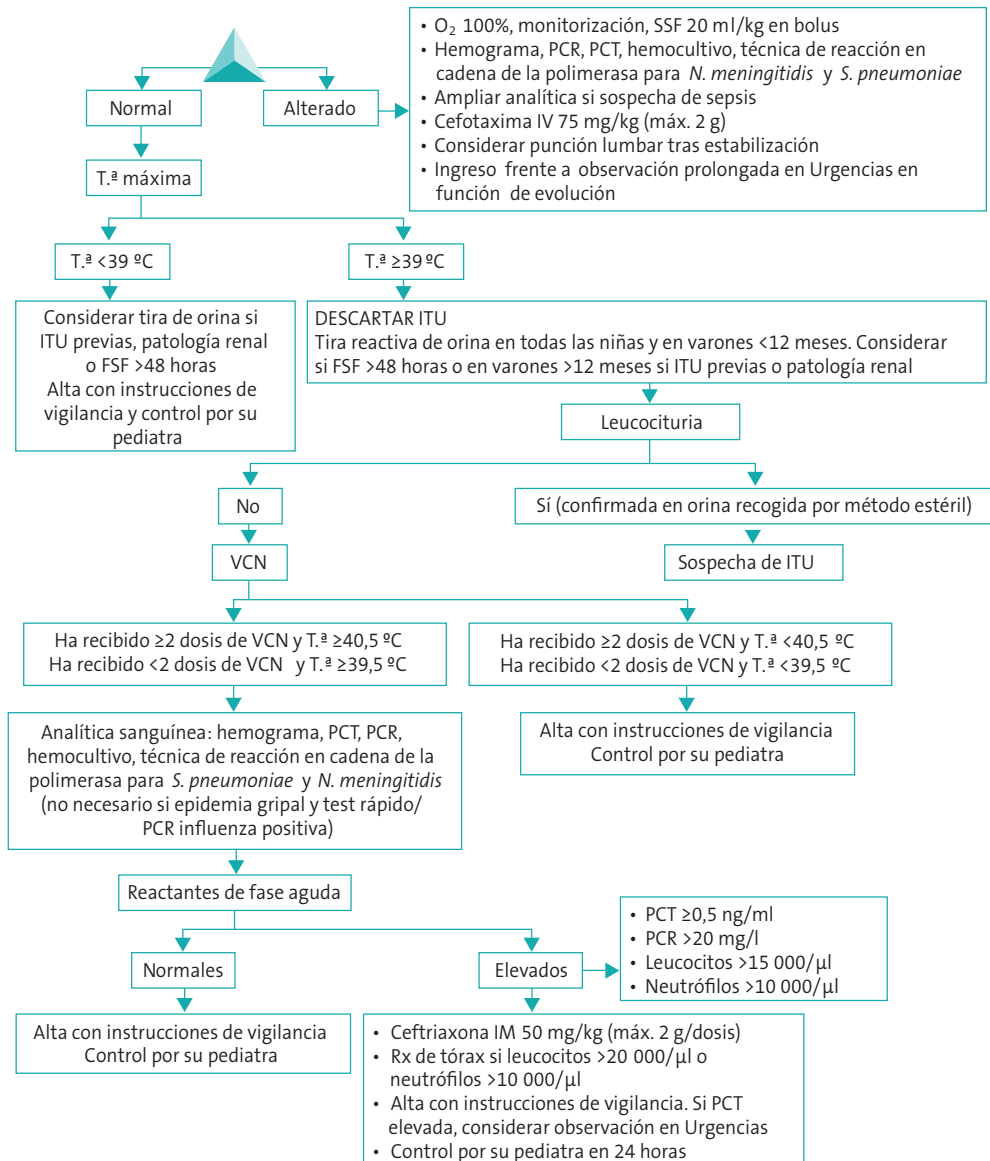 • O₂ 100%, monitorización, SSF 20 ml/kg en bolus
• Hemograma, PCR, PCT, hemocultivo, técnica de reacción en
cadena de la polimerasa para N. meningitidis y S. pneumoniae
• Ampliar analítica si sospecha de sepsis
• Cefotaxima IV 75 mg/kg (máx. 2 g)
• Considerar punción lumbar tras estabilización
• Ingreso frente a observación prolongada en Urgencias en
función de evolución
Normal
Alterado
T.ª máxima
T.ª <39 ºC
T.ª ≥39 ºC
Considerar tira de orina si
ITU previas, patología renal
o FSF >48 horas
Alta con instrucciones de
vigilancia y control por su
pediatra
DESCARTAR ITU
Tira reactiva de orina en todas las niñas y en varones <12 meses. Considerar
si FSF >48 horas o en varones >12 meses si ITU previas o patología renal
Leucocituria
No
Sí (confirmada en orina recogida por método estéril)
VCN
Sospecha de ITU
Ha recibido ≥2 dosis de VCN y T.ª ≥40,5 ºC
Ha recibido <2 dosis de VCN y T.ª ≥39,5 ºC
Ha recibido ≥2 dosis de VCN y T.ª <40,5 ºC
Ha recibido <2 dosis de VCN y T.ª <39,5 ºC
Analítica sanguínea: hemograma, PCT, PCR,
hemocultivo, técnica de reacción en cadena de la
polimerasa para S. pneumoniae y N. meningitidis
(no necesario si epidemia gripal y test rápido/
PCR influenza positiva)
Alta con instrucciones de vigilancia
Control por su pediatra
Reactantes de fase aguda
Normales
Elevados
• PCT ≥0,5 ng/ml
• PCR >20 mg/l
• Leucocitos >15 000/µl
• Neutrófilos >10 000/µl
Alta con instrucciones de vigilancia
Control por su pediatra
• Ceftriaxona IM 50 mg/kg (máx. 2 g/dosis)
• Rx de tórax si leucocitos >20 000/µl o
neutrófilos >10 000/µl
• Alta con instrucciones de vigilancia. Si PCT
elevada, considerar observación en Urgencias
• Control por su pediatra en 24 horas